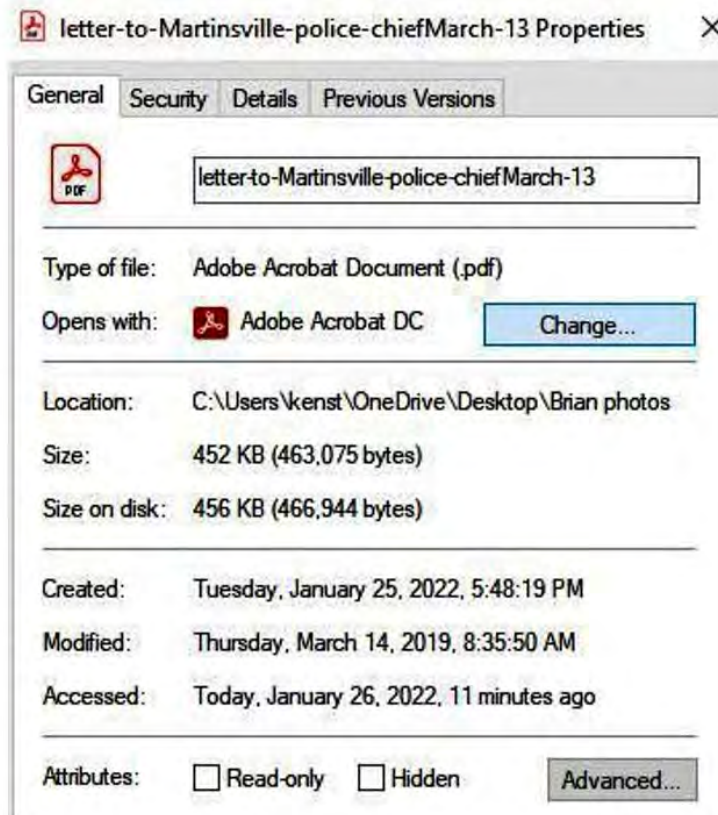 letter-to-Martinsville-police-chiefMarch-13 Properties
General Security Details Previous Versions
PDF
letter-to-Martinsville-police-chiefMarch-13
Type of file: Adobe Acrobat Document (.pdf)
Opens with: Adobe Acrobat DC Change...
Location: C:\Users\kenst\OneDrive\Desktop\Brian photos
Size: 452 KB (463,075 bytes)
Size on disk: 456 KB (466,944 bytes)
Created: Tuesday, January 25, 2022, 5:48:19 PM
Modified: Thursday, March 14, 2019, 8:35:50 AM
Accessed: Today, January 26, 2022, 11 minutes ago
Attributes: Read-only Hidden Advanced...